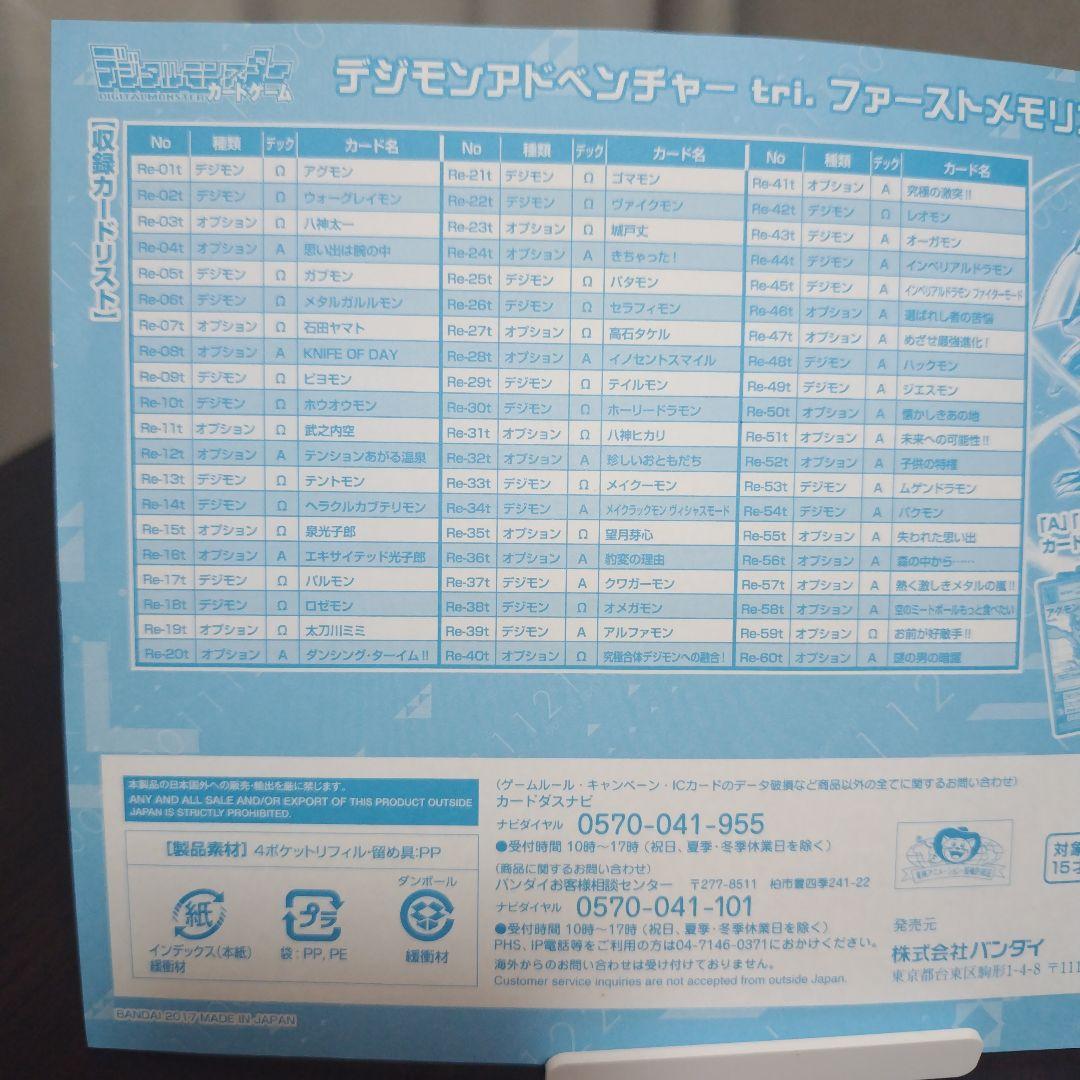 デジタルモンスター
DIGITAL MONSTER カードゲーム
デジモンアドベンチャー tri. ファーストメモリ
【収録カードリスト】
No 種類 デック カード名
Re-01t デジモン Ω アグモン
Re-02t デジモン Ω ウォーグレイモン
Re-03t オプション Ω 八神太一
Re-04t オプション A 思い出は腕の中
Re-05t デジモン Ω ガブモン
Re-06t デジモン Ω メタルガルルモン
Re-07t オプション Ω 石田ヤマト
Re-08t オプション A KNIFE OF DAY
Re-09t デジモン Ω ピヨモン
Re-10t デジモン Ω ホウオウモン
Re-11t オプション Ω 武之内空
Re-12t オプション A テンションあがる温泉
Re-13t デジモン Ω テントモン
Re-14t デジモン Ω ヘラクルカブテリモン
Re-15t オプション Ω 泉光子郎
Re-16t オプション A エキサイテッド光子郎
Re-17t デジモン Ω パルモン
Re-18t デジモン Ω ロゼモン
Re-19t オプション Ω 太刀川ミミ
Re-20t オプション A ダンシング・ターイム!!
No 種類 デック カード名
Re-21t デジモン Ω ゴマモン
Re-22t デジモン Ω ヴァイクモン
Re-23t オプション Ω 城戸丈
Re-24t オプション A きちゃった!
Re-25t デジモン Ω パタモン
Re-26t デジモン Ω セラフィモン
Re-27t オプション Ω 高石タケル
Re-28t オプション A イノセントスマイル
Re-29t デジモン Ω テイルモン
Re-30t デジモン Ω ホーリードラモン
Re-31t オプション Ω 八神ヒカリ
Re-32t オプション A 珍しいおともだち
Re-33t デジモン Ω メイクーモン
Re-34t デジモン A メイクラックモン ヴィシャスモード
Re-35t オプション Ω 望月芽心
Re-36t オプション A 豹変の理由
Re-37t デジモン A クワガーモン
Re-38t デジモン Ω オメガモン
Re-39t デジモン A アルファモン
Re-40t オプション Ω 究極合体デジモンへの融合!
No 種類 デック カード名
Re-41t オプション A 究極の激突!!
Re-42t デジモン Ω レオモン
Re-43t デジモン A オーガモン
Re-44t デジモン A インペリアルドラモン
Re-45t デジモン A インペリアルドラモン ファイターモード
Re-46t オプション A 選ばれし者の苦悩
Re-47t オプション A めざせ最強進化!
Re-48t デジモン A ハックモン
Re-49t デジモン A ジエスモン
Re-50t オプション A 懐かしきあの地
Re-51t オプション A 未来への可能性!!
Re-52t オプション A 子供の特権
Re-53t デジモン A ムゲンドラモン
Re-54t デジモン A バクモン
Re-55t オプション A 失われた思い出
Re-56t オプション A 霧の中から……
Re-57t オプション A 熱く激しきメタルの嵐!!
Re-58t オプション A 空のミートボールもっと食べたい
Re-59t オプション Ω お前が好敵手!!
Re-60t オプション A 謎の男の暗躍
「A」「
カード
本製品の日本国外への販売・輸出を厳に禁じます。
ANY AND ALL SALE AND/OR EXPORT OF THIS PRODUCT OUTSIDE
JAPAN IS STRICTLY PROHIBITED.
【製品素材】4ポケットリフィル・留め具:PP
紙
インデックス(本紙)
緩衝材
プラ
袋:PP, PE
ダンボール
緩衝材
(ゲームルール・キャンペーン・ICカードのデータ破損など商品以外の全てに関するお問い合わせ)
カードダスナビ
ナビダイヤル 0570-041-955
●受付時間 10時〜17時(祝日、夏季・冬季休業日を除く)
(商品に関するお問い合わせ)
バンダイお客様相談センター 〒277-8511 柏市豊四季241-22
ナビダイヤル 0570-041-101
●受付時間 10時〜17時(祝日、夏季・冬季休業日を除く)
PHS、IP電話等をご利用の方は04-7146-0371におかけください。
海外からのお問い合わせは受け付けておりません。
Customer service inquiries are not accepted from outside Japan.
対象
15才
発売元
株式会社バンダイ
東京都台東区駒形1-4-8 〒111
BANDAI 2017 MADE IN JAPAN